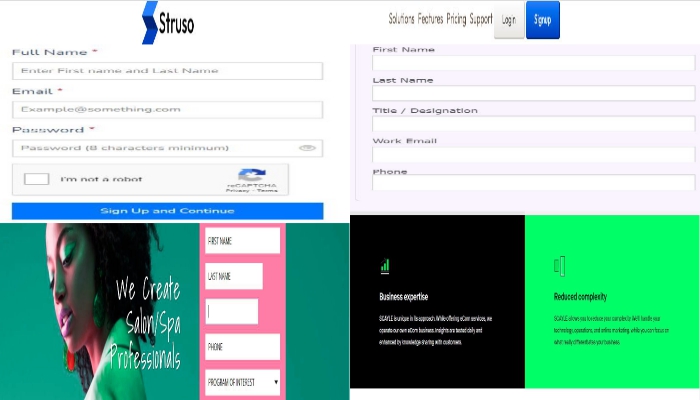 Struso
Solutions Features Pricing Support Login Signup
Full Name *
Enter First name and Last Name
Email *
Example@something.com
Password *
Password (8 characters minimum)
I'm not a robot
reCAPTCHA
Privacy - Terms
Sign Up and Continue
First Name
Last Name
Title / Designation
Work Email
Phone
We Create
Salon/Spa
Professionals
FIRST NAME
LAST NAME
PHONE
PROGRAM OF INTEREST
Business expertise
SCAYLE is unique in its approach. While offering eCom services, we
operate our own eCom business. Insights are tested daily and
enhanced by knowledge sharing with customers.
Reduced complexity
SCAYLE allows you to reduce your complexity. We'll handle your
technology, operations, and online marketing, while you can focus on
what really differentiates your business.